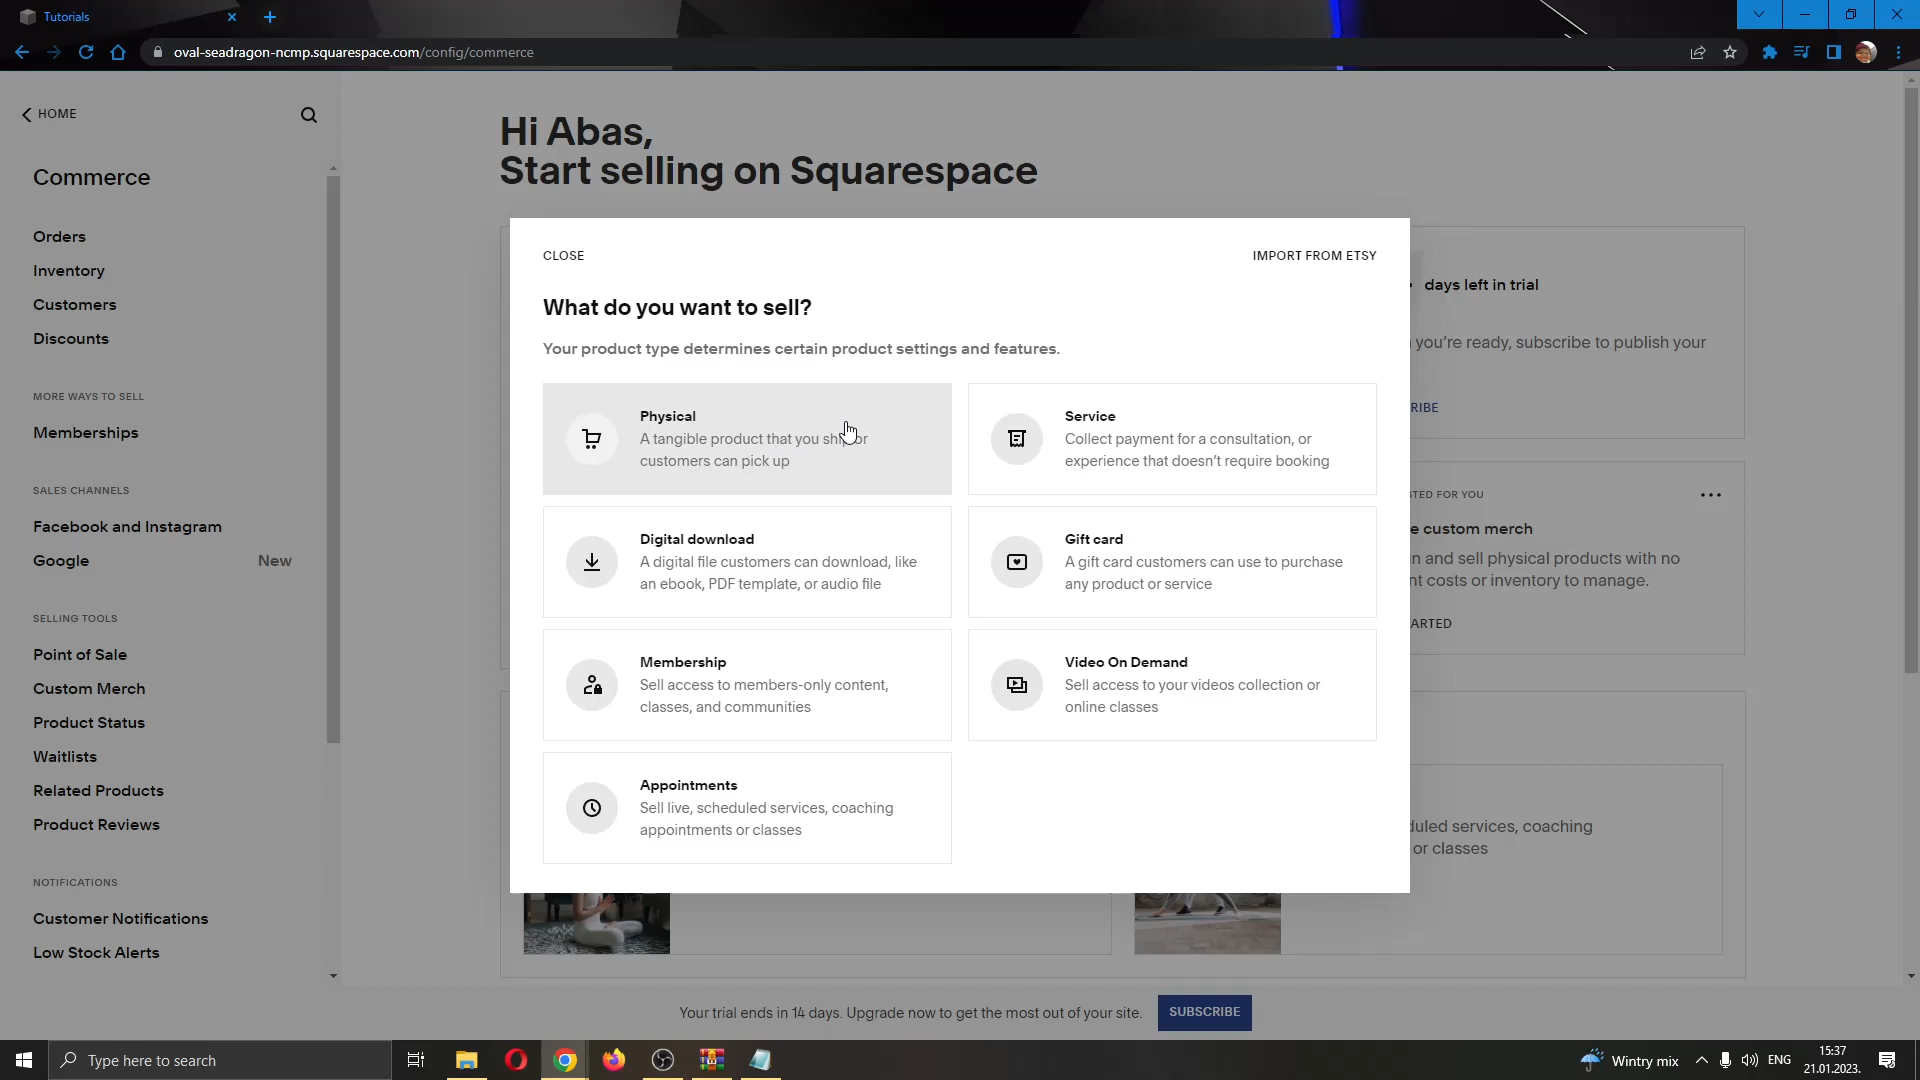 Tutorials
oval-seadragon-ncmp.squarespace.com/config/commerce
HOME
Commerce
Orders
Inventory
Customers
Discounts
MORE WAYS TO SELL
Memberships
SALES CHANNELS
Facebook and Instagram
Google New
SELLING TOOLS
Point of Sale
Custom Merch
Product Status
Waitlists
Related Products
Product Reviews
NOTIFICATIONS
Customer Notifications
Low Stock Alerts
Hi Abas,
Start selling on Squarespace
CLOSE
IMPORT FROM ETSY
What do you want to sell?
Your product type determines certain product settings and features.
Physical
A tangible product that you ship or
customers can pick up
Service
Collect payment for a consultation, or
experience that doesn't require booking
Digital download
A digital file customers can download, like
an ebook, PDF template, or audio file
Gift card
A gift card customers can use to purchase
any product or service
Membership
Sell access to members-only content,
classes, and communities
Video On Demand
Sell access to your videos collection or
online classes
Appointments
Sell live, scheduled services, coaching
appointments or classes
days left in trial
you're ready, subscribe to publish your
RIBE
STED FOR YOU
e custom merch
n and sell physical products with no
nt costs or inventory to manage.
ARTED
duled services, coaching
or classes
Your trial ends in 14 days. Upgrade now to get the most out of your site.
SUBSCRIBE
Type here to search
Wintry mix
ENG
15:37
21.01.2023.